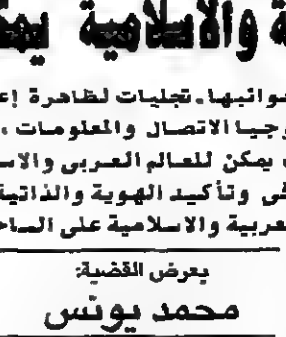 ة والاسلامية يمك
وانبها. تجليات لظاهرة إع
وجيا الاتصال والمعلومات ،
يمكن للعالم العربى والاس
فى وتأكيد الهوية والذاتية
عربية والاسلامية على الساح
يعرض القضية:
محمد يونس